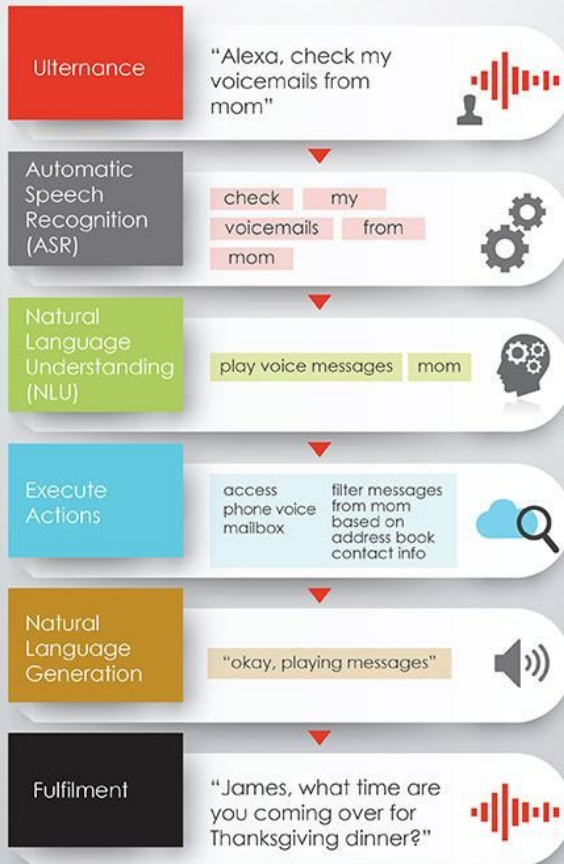 Ulternance
“Alexa, check my
voicemails from
mom”
Automatic
Speech
Recognition
(ASR)
check my
voicemails from
mom
Natural
Language
Understanding
(NLU)
play voice messages mom
Execute
Actions
access
phone voice
mailbox
filter messages
from mom
based on
address book
contact info
Natural
Language
Generation
“okay, playing messages”
Fulfilment
“James, what time are
you coming over for
Thanksgiving dinner?”